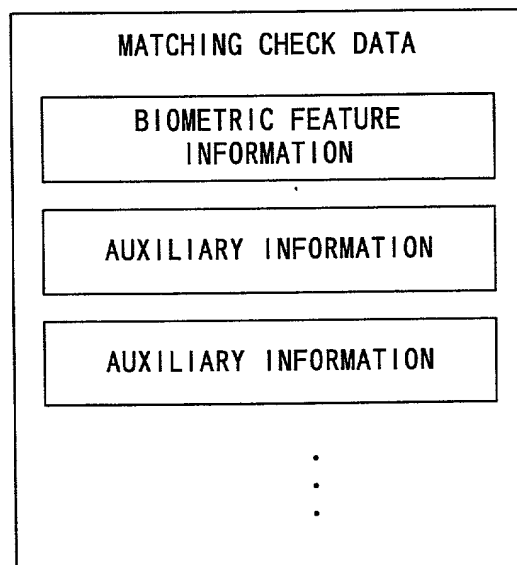 MATCHING CHECK DATA
BIOMETRIC FEATURE
INFORMATION
AUXILIARY INFORMATION
AUXILIARY INFORMATION